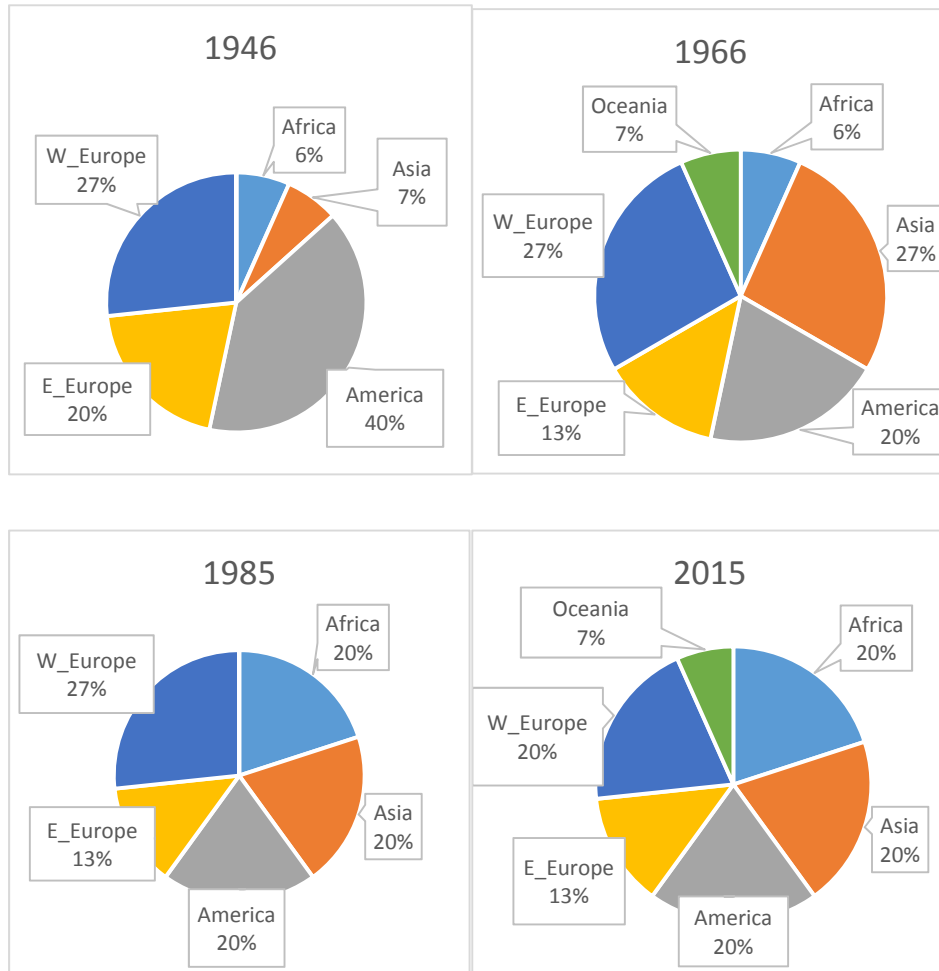 1946
Africa
6%
Asia
7%
W_Europe
27%
E_Europe
20%
America
40%
1966
Oceania
7%
Africa
6%
W_Europe
27%
Asia
27%
E_Europe
13%
America
20%
1985
Africa
20%
W_Europe
27%
E_Europe
13%
Asia
20%
America
20%
2015
Oceania
7%
Africa
20%
W_Europe
20%
Asia
20%
E_Europe
13%
America
20%